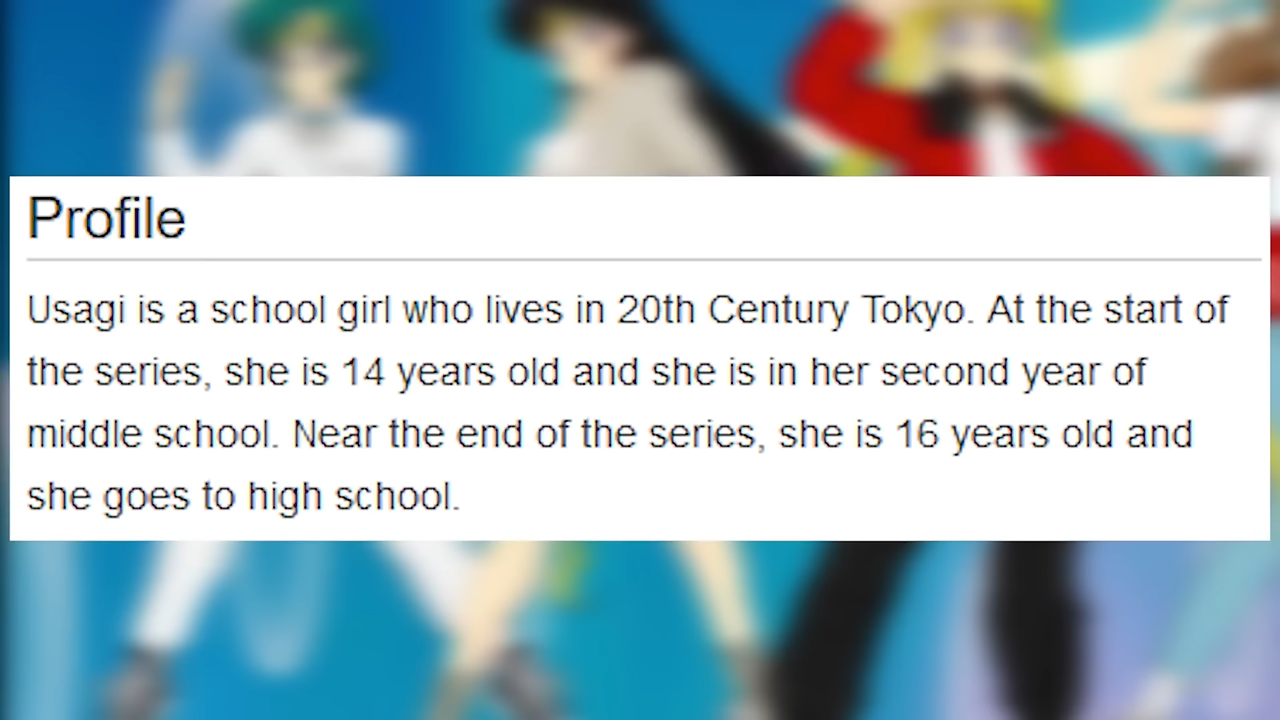 Profile
Usagi is a school girl who lives in 20th Century Tokyo. At the start of
the series, she is 14 years old and she is in her second year of
middle school. Near the end of the series, she is 16 years old and
she goes to high school.